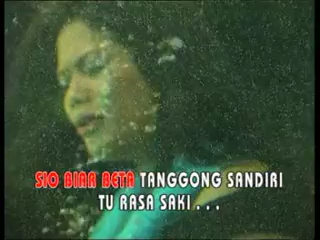 SIO BIAR BETA TANGGONG SANDIRI
TU RASA SAKI . . .